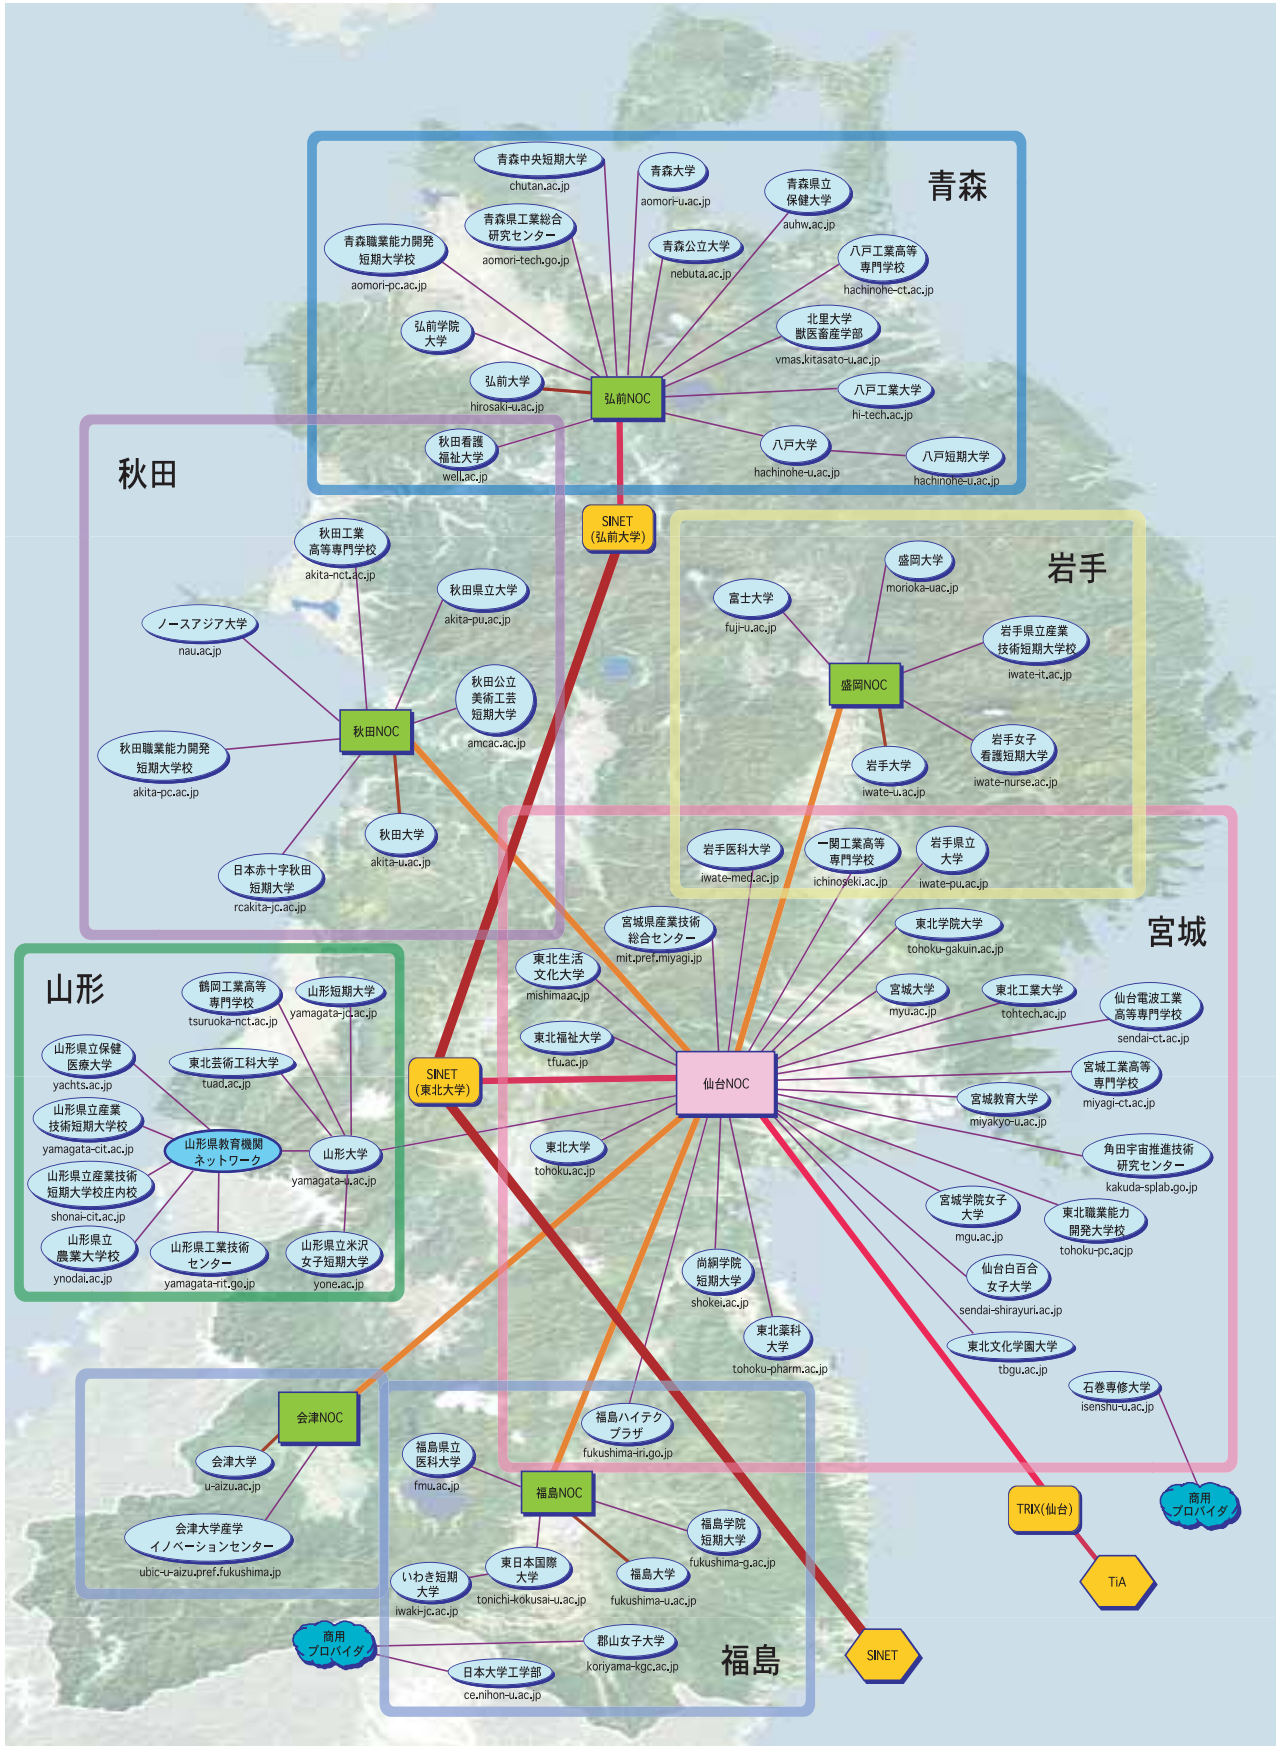 青森
青森中央短期大学
chutan.ac.jp
青森大学
aomori-u.ac.jp
青森県立
保健大学
auhw.ac.jp
青森県工業総合
研究センター
aomori-tech.go.jp
青森職業能力開発
短期大学校
aomori-pc.ac.jp
青森公立大学
nebuta.ac.jp
八戸工業高等
専門学校
hachinohe-ct.ac.jp
弘前学院
大学
北里大学
獣医畜産学部
vmas.kitasato-u.ac.jp
弘前大学
hirosaki-u.ac.jp
弘前NOC
八戸工業大学
hi-tech.ac.jp
秋田看護
福祉大学
well.ac.jp
八戸大学
hachinohe-u.ac.jp
八戸短期大学
hachinohe-u.ac.jp
SINET
(弘前大学)
秋田
秋田工業
高等専門学校
akita-nct.ac.jp
秋田県立大学
akita-pu.ac.jp
ノースアジア大学
nau.ac.jp
秋田公立
美術工芸
短期大学
amcac.ac.jp
秋田NOC
秋田職業能力開発
短期大学校
akita-pc.ac.jp
秋田大学
akita-u.ac.jp
日本赤十字秋田
短期大学
rcakita-jc.ac.jp
岩手
盛岡大学
morioka-uac.jp
富士大学
fuji-u.ac.jp
岩手県立産業
技術短期大学校
iwate-it.ac.jp
盛岡NOC
岩手女子
看護短期大学
iwate-nurse.ac.jp
岩手大学
iwate-u.ac.jp
岩手医科大学
iwate-med.ac.jp
一関工業高等
専門学校
ichinoseki.ac.jp
岩手県立
大学
iwate-pu.ac.jp
宮城
宮城県産業技術
総合センター
mit.pref.miyagi.jp
東北学院大学
tohoku-gakuin.ac.jp
東北生活
文化大学
mishima.ac.jp
宮城大学
myu.ac.jp
東北工業大学
tohtech.ac.jp
仙台電波工業
高等専門学校
sendai-ct.ac.jp
東北福祉大学
tfu.ac.jp
仙台NOC
宮城工業高等
専門学校
miyagi-ct.ac.jp
宮城教育大学
miyakyo-u.ac.jp
SINET
(東北大学)
東北大学
tohoku.ac.jp
角田宇宙推進技術
研究センター
kakuda-splab.go.jp
宮城学院女子
大学
mgu.ac.jp
東北職業能力
開発大学校
tohoku-pc.ac.jp
尚絅学院
短期大学
shokei.ac.jp
仙台白百合
女子大学
sendai-shirayuri.ac.jp
東北薬科
大学
tohoku-pharm.ac.jp
東北文化学園大学
tbgu.ac.jp
石巻専修大学
isenshu-u.ac.jp
山形
鶴岡工業高等
専門学校
tsuruoka-nct.ac.jp
山形短期大学
yamagata-jc.ac.jp
山形県立保健
医療大学
yachts.ac.jp
東北芸術工科大学
tuad.ac.jp
山形県立産業
技術短期大学校
yamagata-cit.ac.jp
山形県教育機関
ネットワーク
山形大学
yamagata-u.ac.jp
山形県立産業技術
短期大学校庄内校
shonai-cit.ac.jp
山形県立
農業大学校
ynodai.ac.jp
山形県工業技術
センター
yamagata-rit.go.jp
山形県立米沢
女子短期大学
yone.ac.jp
会津NOC
会津大学
u-aizu.ac.jp
会津大学産学
イノベーションセンター
ubic-u-aizu.pref.fukushima.jp
福島ハイテク
プラザ
fukushima-iri.go.jp
福島県立
医科大学
fmu.ac.jp
福島NOC
福島学院
短期大学
fukushima-g.ac.jp
いわき短期
大学
iwaki-jc.ac.jp
東日本国際
大学
tonichi-kokusai-u.ac.jp
福島大学
fukushima-u.ac.jp
商用
プロバイダ
郡山女子大学
koriyama-kgc.ac.jp
日本大学工学部
ce.nihon-u.ac.jp
福島
TRIX(仙台)
商用
プロバイダ
TiA
SINET